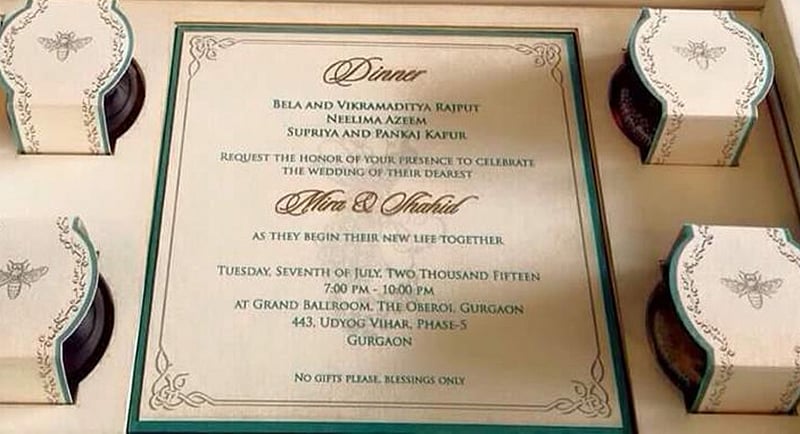 Dinner
Bela and Vikramaditya Rajput
Neelima Azeem
Supriya and Pankaj Kapur
Request the honor of your presence to celebrate
the wedding of their dearest
Mira & Shahid
as they begin their new life together
Tuesday, Seventh of July, Two Thousand Fifteen
7:00 pm - 10:00 pm
at Grand Ballroom, The Oberoi, Gurgaon
443, Udyog Vihar, Phase-5
Gurgaon
No gifts please, blessings only